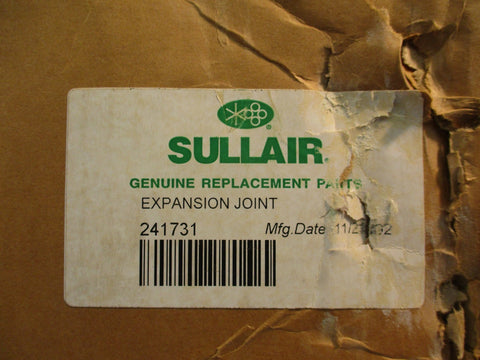 SULLAIR®
GENUINE REPLACEMENT PARTS
EXPANSION JOINT
241731 Mfg.Date